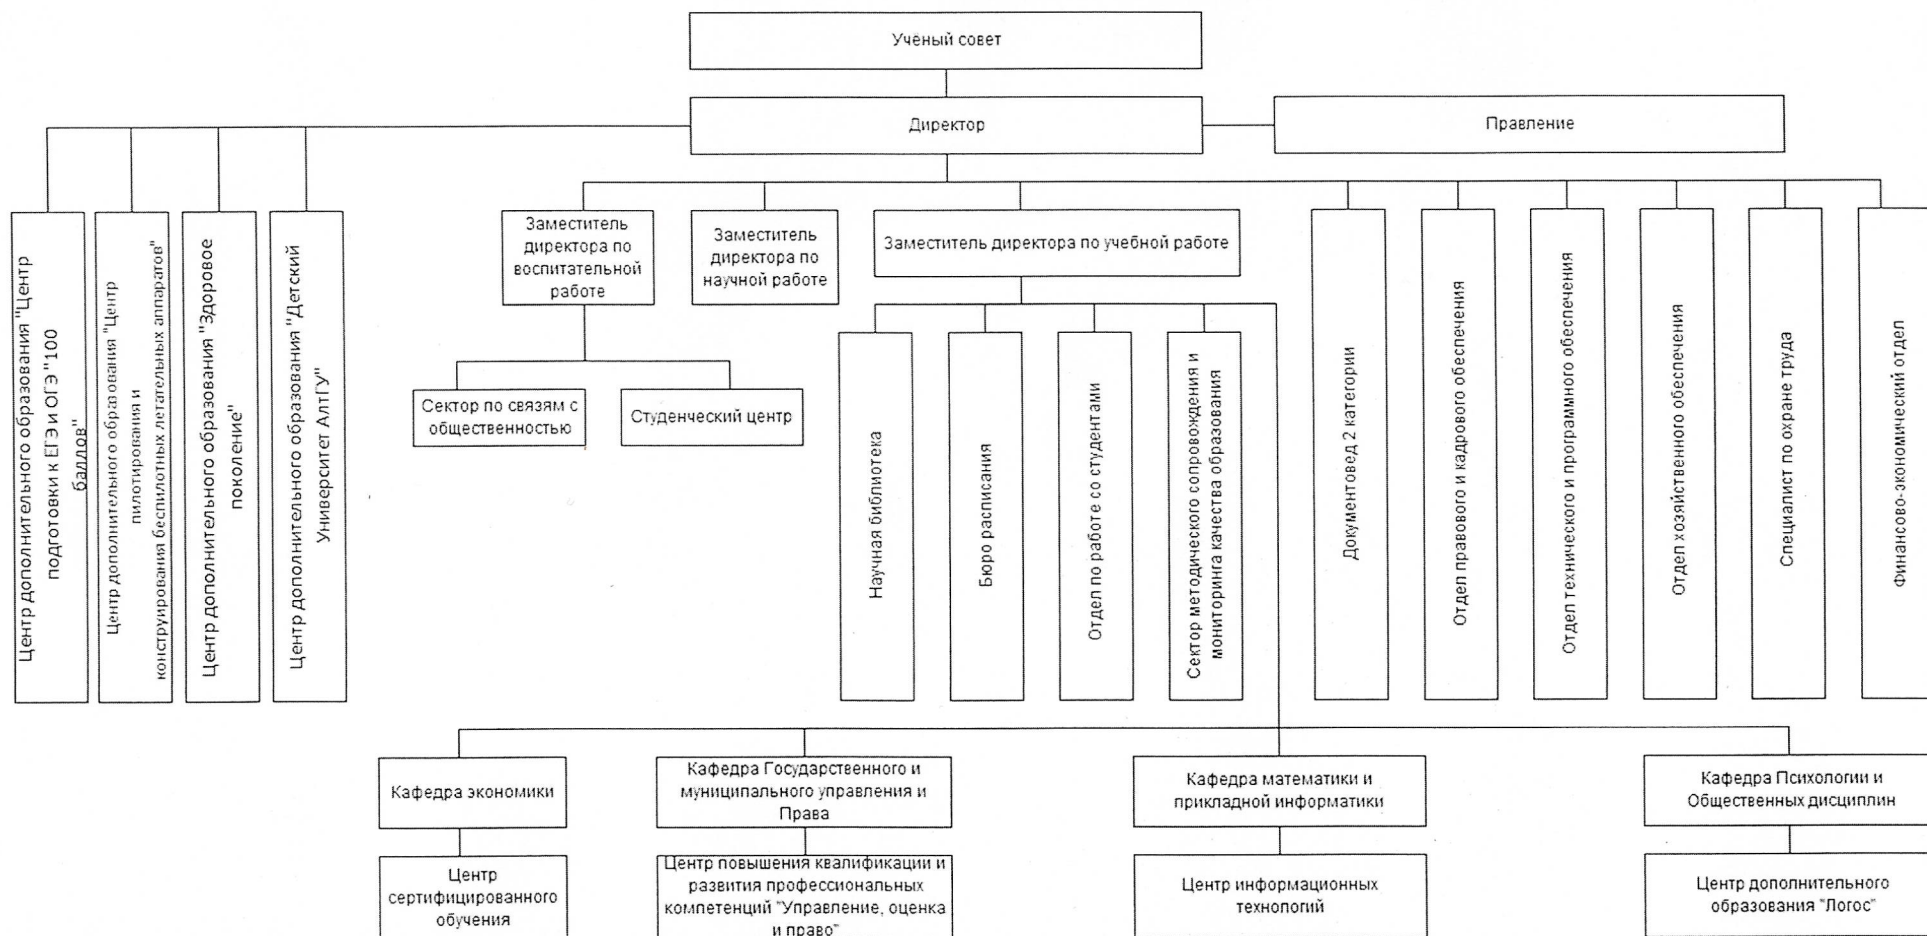 Ученый совет
Директор
Правление
Центр дополнительного образования "Центр
подготовки к ЕГЭ и ОГЭ "100
баллов"
Центр дополнительного образования "Центр
пилотирования и
конструирования беспилотных летательных аппаратов"
Центр дополнительного образования "Здоровое
поколение"
Центр дополнительного образования "Детский
Университет АлтГУ"
Заместитель
директора по
воспитательной
работе
Заместитель
директора по
научной работе
Заместитель директора по учебной работе
Документовед 2 категории
Отдел правового и кадрового обеспечения
Отдел технического и программного обеспечения
Отдел хозяйственного обеспечения
Специалист по охране труда
Финансово-экономический отдел
Сектор по связям с
общественностью
Студенческий центр
Научная библиотека
Бюро расписания
Отдел по работе со студентами
Сектор методического сопровождения и
мониторинга качества образования
Кафедра экономики
Кафедра Государственного и
муниципального управления и
Права
Кафедра математики и
прикладной информатики
Кафедра Психологии и
Общественных дисциплин
Центр
сертифицированного
обучения
Центр повышения квалификации и
развития профессиональных
компетенций "Управление, оценка
и право"
Центр информационных
технологий
Центр дополнительного
образования "Логос"